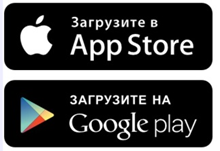 Загрузите в
App Store
ЗАГРУЗИТЕ НА
Google play